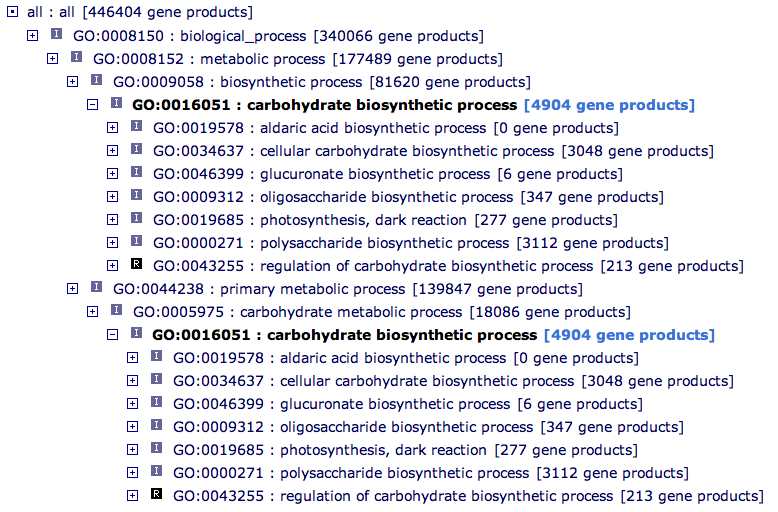 all : all [446404 gene products]
I GO:0008150 : biological_process [340066 gene products]
I GO:0008152 : metabolic process [177489 gene products]
I GO:0009058 : biosynthetic process [81620 gene products]
I GO:0016051 : carbohydrate biosynthetic process [4904 gene products]
I GO:0019578 : aldaric acid biosynthetic process [0 gene products]
I GO:0034637 : cellular carbohydrate biosynthetic process [3048 gene products]
I GO:0046399 : glucuronate biosynthetic process [6 gene products]
I GO:0009312 : oligosaccharide biosynthetic process [347 gene products]
I GO:0019685 : photosynthesis, dark reaction [277 gene products]
I GO:0000271 : polysaccharide biosynthetic process [3112 gene products]
R GO:0043255 : regulation of carbohydrate biosynthetic process [213 gene products]
I GO:0044238 : primary metabolic process [139847 gene products]
I GO:0005975 : carbohydrate metabolic process [18086 gene products]
I GO:0016051 : carbohydrate biosynthetic process [4904 gene products]
I GO:0019578 : aldaric acid biosynthetic process [0 gene products]
I GO:0034637 : cellular carbohydrate biosynthetic process [3048 gene products]
I GO:0046399 : glucuronate biosynthetic process [6 gene products]
I GO:0009312 : oligosaccharide biosynthetic process [347 gene products]
I GO:0019685 : photosynthesis, dark reaction [277 gene products]
I GO:0000271 : polysaccharide biosynthetic process [3112 gene products]
R GO:0043255 : regulation of carbohydrate biosynthetic process [213 gene products]